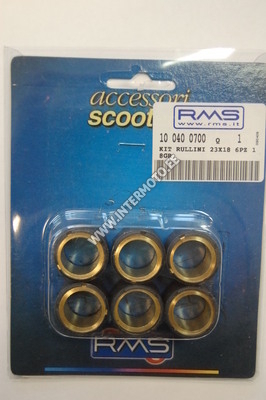 accessori
scoot
RMS
www.rms.it
10 040 0700 Q 1
KIT RULLINI 23X18 6PZ 1
8GR
WWW.INTERMOTO.EE
RMS